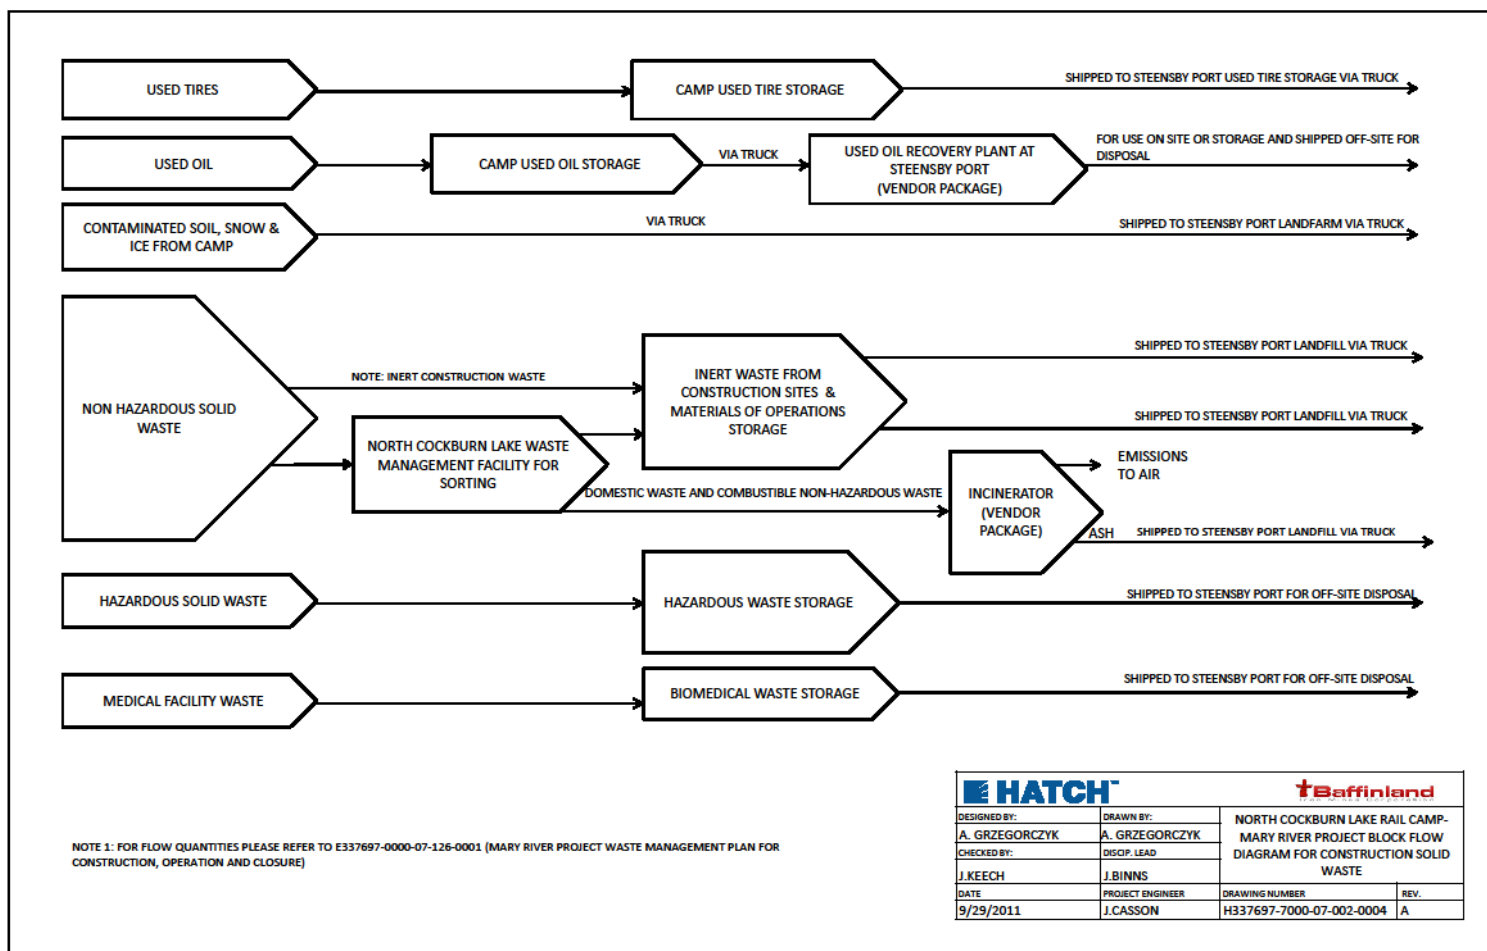 USED TIRES
CAMP USED TIRE STORAGE
SHIPPED TO STEENSBY PORT USED TIRE STORAGE VIA TRUCK
USED OIL
CAMP USED OIL STORAGE
VIA TRUCK
USED OIL RECOVERY PLANT AT
STEENSBY PORT
(VENDOR PACKAGE)
FOR USE ON SITE OR STORAGE AND SHIPPED OFF-SITE FOR
DISPOSAL
CONTAMINATED SOIL, SNOW &
ICE FROM CAMP
VIA TRUCK
SHIPPED TO STEENSBY PORT LANDFARM VIA TRUCK
NON HAZARDOUS SOLID
WASTE
NOTE: INERT CONSTRUCTION WASTE
INERT WASTE FROM
CONSTRUCTION SITES &
MATERIALS OF OPERATIONS
STORAGE
SHIPPED TO STEENSBY PORT LANDFILL VIA TRUCK
SHIPPED TO STEENSBY PORT LANDFILL VIA TRUCK
NORTH COCKBURN LAKE WASTE
MANAGEMENT FACILITY FOR
SORTING
DOMESTIC WASTE AND COMBUSTIBLE NON-HAZARDOUS WASTE
INCINERATOR
(VENDOR
PACKAGE)
EMISSIONS
TO AIR
ASH
SHIPPED TO STEENSBY PORT LANDFILL VIA TRUCK
HAZARDOUS SOLID WASTE
HAZARDOUS WASTE STORAGE
SHIPPED TO STEENSBY PORT FOR OFF-SITE DISPOSAL
MEDICAL FACILITY WASTE
BIOMEDICAL WASTE STORAGE
SHIPPED TO STEENSBY PORT FOR OFF-SITE DISPOSAL
NOTE 1: FOR FLOW QUANTITIES PLEASE REFER TO E337697-0000-07-126-0001 (MARY RIVER PROJECT WASTE MANAGEMENT PLAN FOR
CONSTRUCTION, OPERATION AND CLOSURE)
HATCH™
Baffinland
Iron Mines Corporation
DESIGNED BY:
A. GRZEGORCZYK
DRAWN BY:
A. GRZEGORCZYK
CHECKED BY:
J.KEECH
DISCIP. LEAD
J.BINNS
NORTH COCKBURN LAKE RAIL CAMP-
MARY RIVER PROJECT BLOCK FLOW
DIAGRAM FOR CONSTRUCTION SOLID
WASTE
DATE
9/29/2011
PROJECT ENGINEER
J.CASSON
DRAWING NUMBER
H337697-7000-07-002-0004
REV.
A